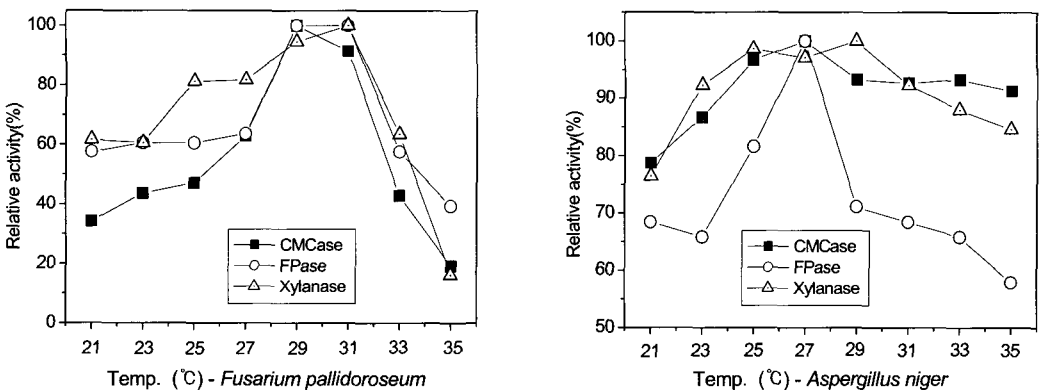 Relative activity(%)
100
80
60
40
20
0
CMCase
FPase
Xylanase
21 23 25 27 29 31 33 35
Temp. (℃) - Fusarium pallidoroseum
Relative activity(%)
100
90
80
70
60
50
CMCase
FPase
Xylanase
21 23 25 27 29 31 33 35
Temp. (℃) - Aspergillus niger